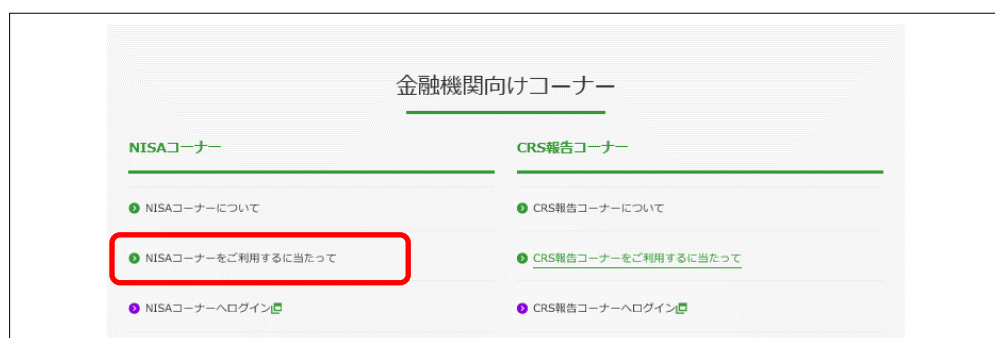 金融機関向けコーナー
NISAコーナー
NISAコーナーについて
NISAコーナーをご利用するに当たって
NISAコーナーへログイン
CRS報告コーナー
CRS報告コーナーについて
CRS報告コーナーをご利用するに当たって
CRS報告コーナーへログイン